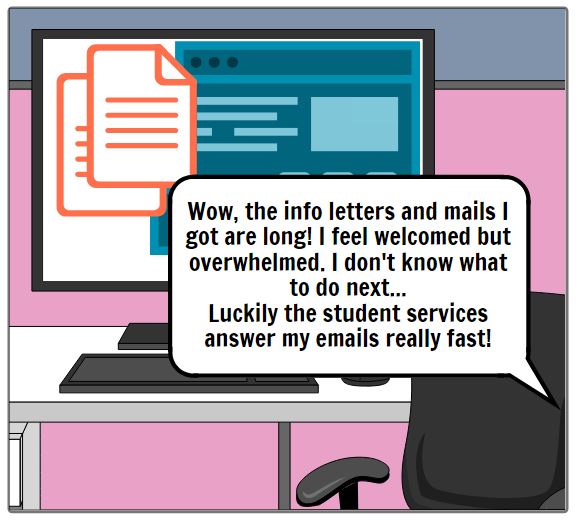 Wow, the info letters and mails I
got are long! I feel welcomed but
overwhelmed. I don't know what
to do next...
Luckily the student services
answer my emails really fast!